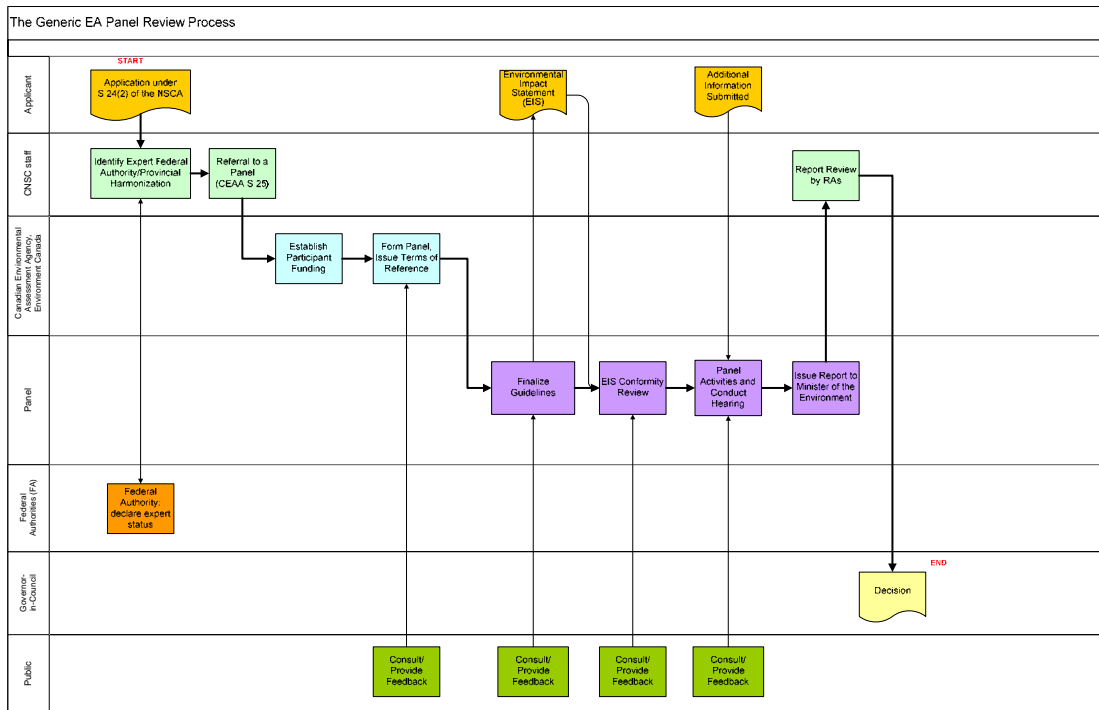 The Generic EA Panel Review Process
START
Applicant
Application under
S 24(2) of the NSCA
Environmental
Impact
Statement
(EIS)
Additional
Information
Submitted
CNSC staff
Identify Expert Federal
Authority/Provincial
Harmonization
Referral to a
Panel
(CEAA S 25)
Report Review
by RAs
Canadian Environmental
Assessment Agency,
Environment Canada
Establish
Participant
Funding
Form Panel,
Issue Terms of
Reference
Panel
Finalize
Guidelines
EIS Conformity
Review
Panel
Activities and
Conduct
Hearing
Issue Report to
Minister of the
Environment
Federal
Authorities (FA)
Federal
Authority:
declare expert
status
Governor-
in-Council
END
Decision
Public
Consult/
Provide
Feedback
Consult/
Provide
Feedback
Consult/
Provide
Feedback
Consult/
Provide
Feedback